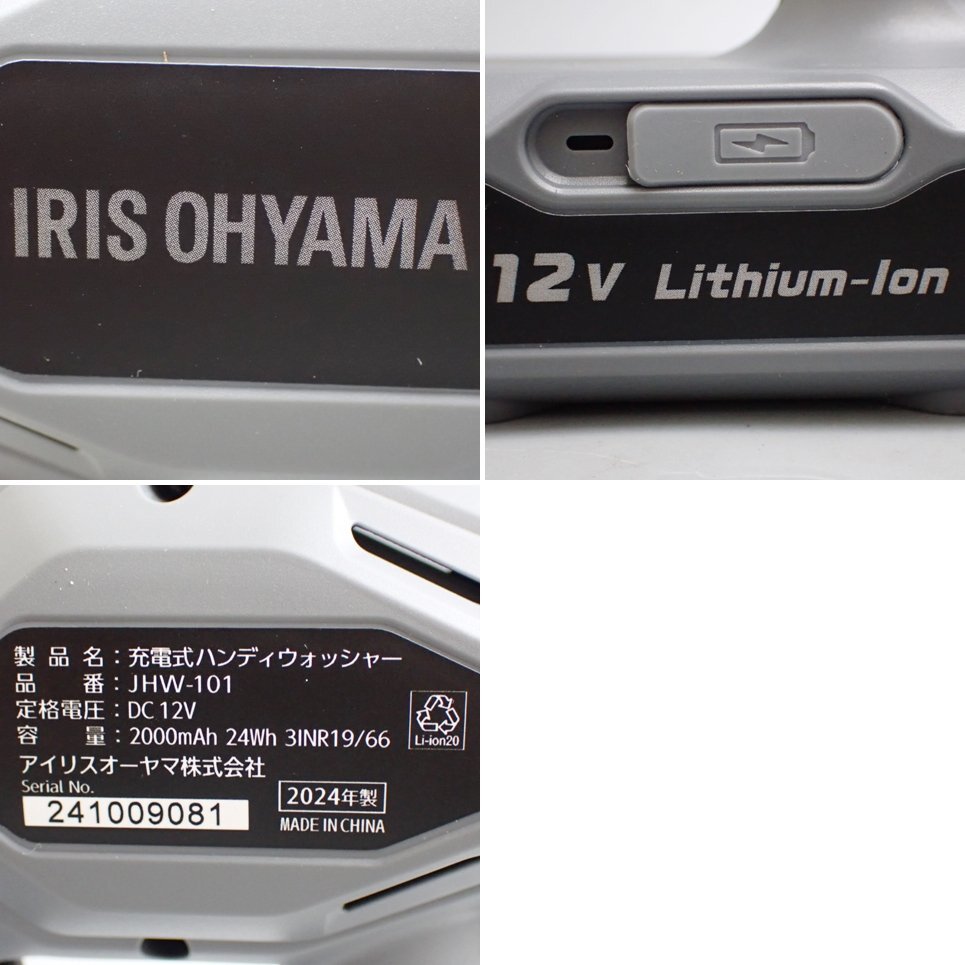 IRIS OHYAMA
12V Lithium-Ion
製品名：充電式ハンディウォッシャー
品番：JHW-101
定格電圧：DC 12V
容量：2000mAh 24Wh 3INR19/66
Li-ion20
アイリスオーヤマ株式会社
Serial No.
241009081
2024年製
MADE IN CHINA